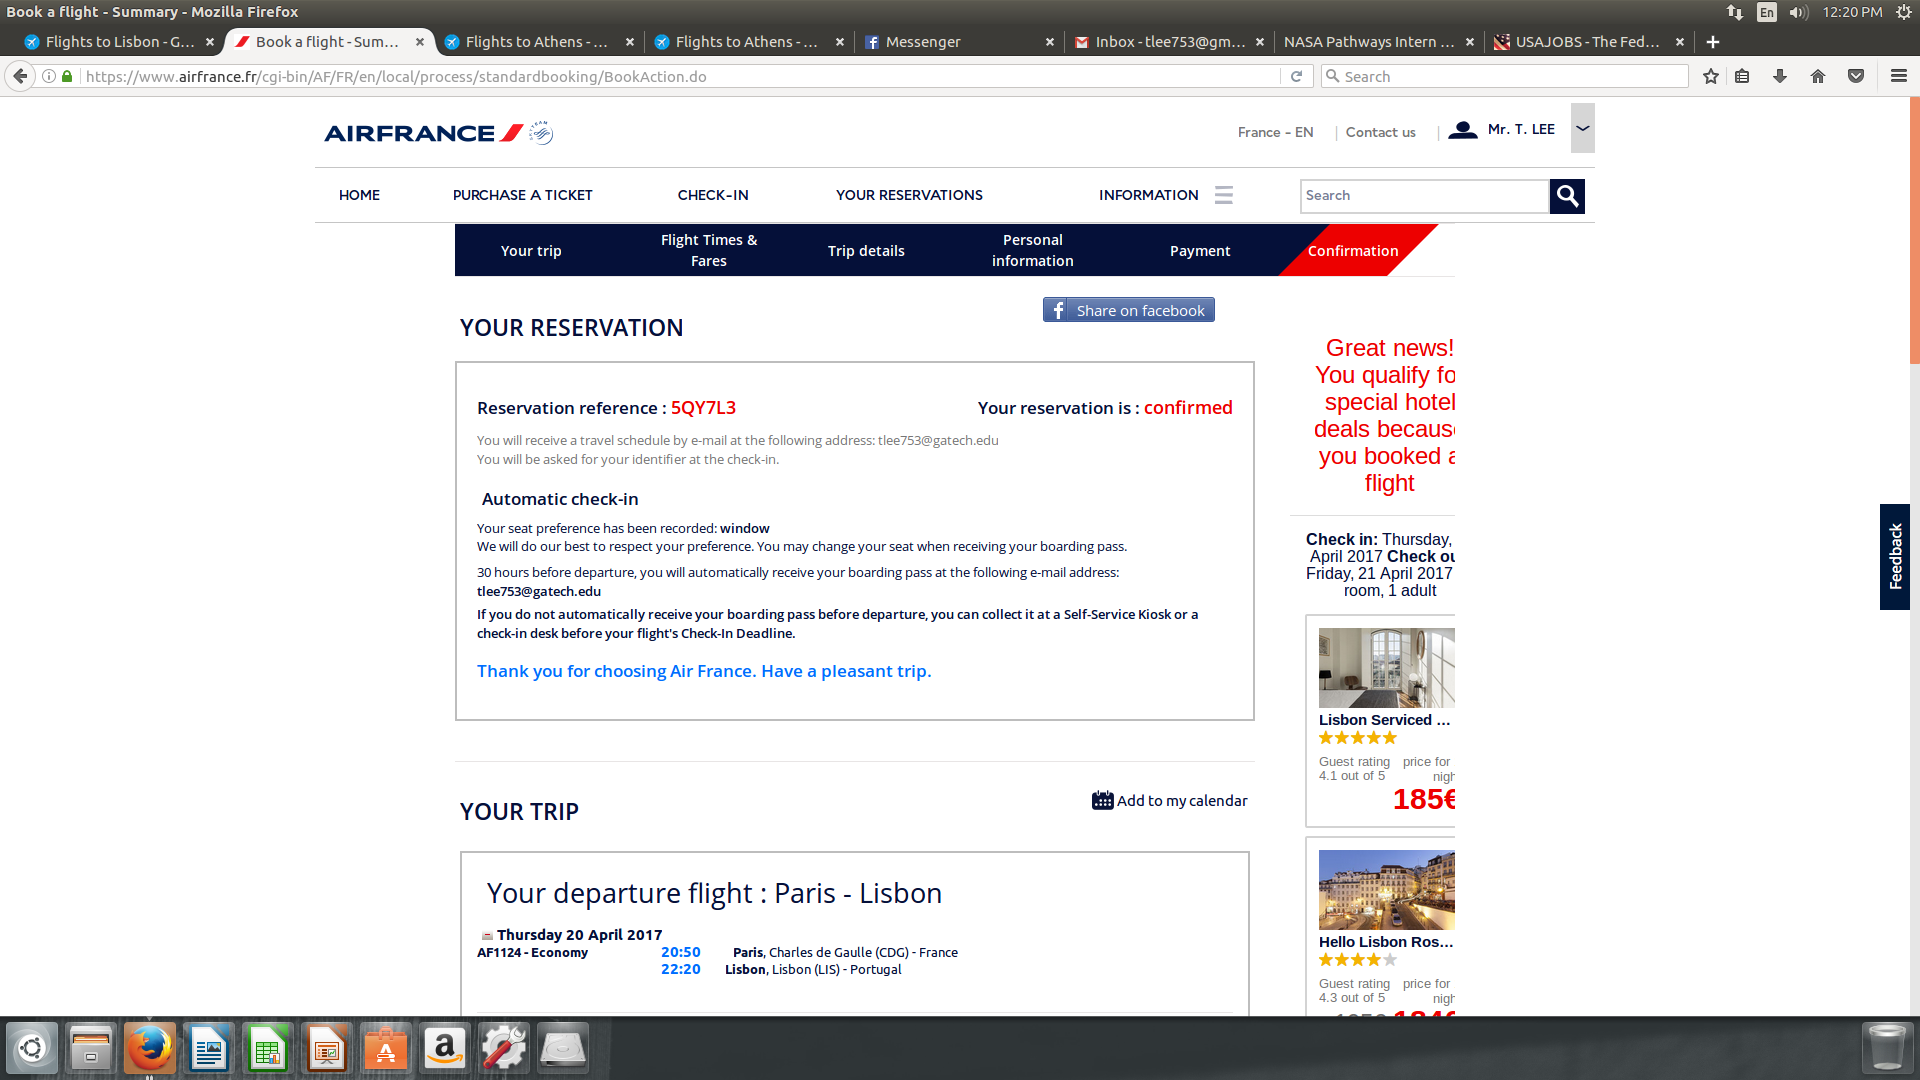 Book a flight - Summary - Mozilla Firefox
En
12:20 PM
Flights to Lisbon - G...
Book a flight - Sum...
Flights to Athens - ...
Flights to Athens - ...
Messenger
Inbox - tlee753@gm...
NASA Pathways Intern ...
USAJOBS - The Fed...
https://www.airfrance.fr/cgi-bin/AF/FR/en/local/process/standardbooking/BookAction.do
Search
AIRFRANCE
France - EN
Contact us
Mr. T. LEE
HOME
PURCHASE A TICKET
CHECK-IN
YOUR RESERVATIONS
INFORMATION
Search
Your trip
Flight Times &
Fares
Trip details
Personal
information
Payment
Confirmation
Share on facebook
YOUR RESERVATION
Reservation reference : 5QY7L3
Your reservation is : confirmed
You will receive a travel schedule by e-mail at the following address: tlee753@gatech.edu
You will be asked for your identifier at the check-in.
Automatic check-in
Your seat preference has been recorded: window
We will do our best to respect your preference. You may change your seat when receiving your boarding pass.
30 hours before departure, you will automatically receive your boarding pass at the following e-mail address:
tlee753@gatech.edu
If you do not automatically receive your boarding pass before departure, you can collect it at a Self-Service Kiosk or a
check-in desk before your flight's Check-In Deadline.
Thank you for choosing Air France. Have a pleasant trip.
YOUR TRIP
Add to my calendar
Your departure flight : Paris - Lisbon
Thursday 20 April 2017
AF1124 - Economy
20:50
Paris, Charles de Gaulle (CDG) - France
22:20
Lisbon, Lisbon (LIS) - Portugal
Great news!
You qualify fo
special hotel
deals becaus
you booked a
flight
Check in: Thursday,
April 2017 Check ou
Friday, 21 April 2017
room, 1 adult
Lisbon Serviced ...
Guest rating
4.1 out of 5
price for
nigh
185€
Hello Lisbon Ros...
Guest rating
4.3 out of 5
price for
nigh
Feedback